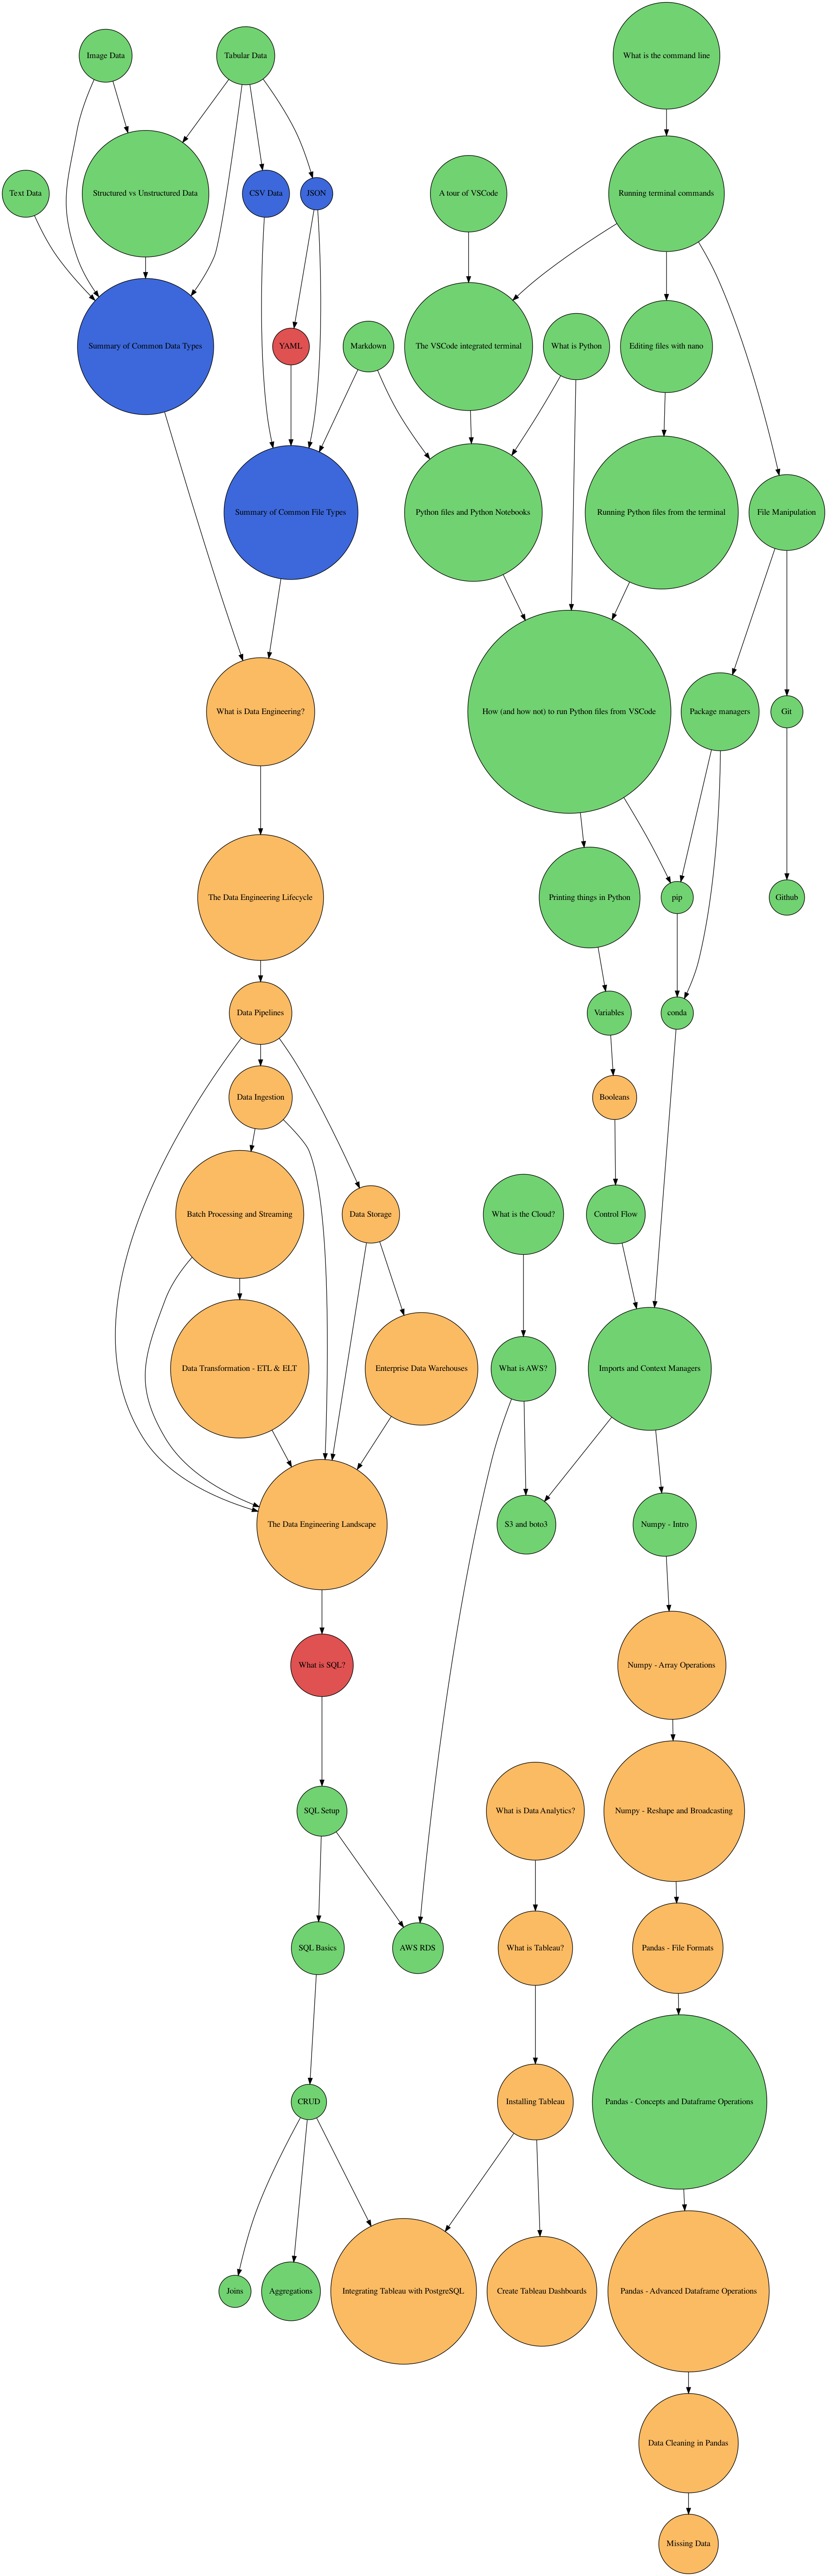 What is the command line
Image Data
Tabular Data
Text Data
Structured vs Unstructured Data
CSV Data
JSON
A tour of VSCode
Running terminal commands
Summary of Common Data Types
YAML
Markdown
The VSCode integrated terminal
What is Python
Editing files with nano
Summary of Common File Types
Python files and Python Notebooks
Running Python files from the terminal
File Manipulation
What is Data Engineering?
How (and how not) to run Python files from VSCode
Package managers
Git
The Data Engineering Lifecycle
Printing things in Python
pip
Github
Data Pipelines
Variables
conda
Data Ingestion
Booleans
Batch Processing and Streaming
Data Storage
What is the Cloud?
Control Flow
Data Transformation - ETL & ELT
Enterprise Data Warehouses
What is AWS?
Imports and Context Managers
The Data Engineering Landscape
S3 and boto3
Numpy - Intro
What is SQL?
Numpy - Array Operations
SQL Setup
What is Data Analytics?
Numpy - Reshape and Broadcasting
SQL Basics
AWS RDS
What is Tableau?
Pandas - File Formats
CRUD
Installing Tableau
Pandas - Concepts and Dataframe Operations
Joins
Aggregations
Integrating Tableau with PostgreSQL
Create Tableau Dashboards
Pandas - Advanced Dataframe Operations
Data Cleaning in Pandas
Missing Data